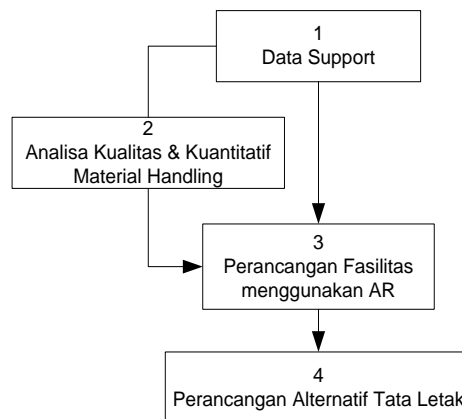 1
Data Support
2
Analisa Kualitas & Kuantitatif
Material Handling
3
Perancangan Fasilitas
menggunakan AR
4
Perancangan Alternatif Tata Letak